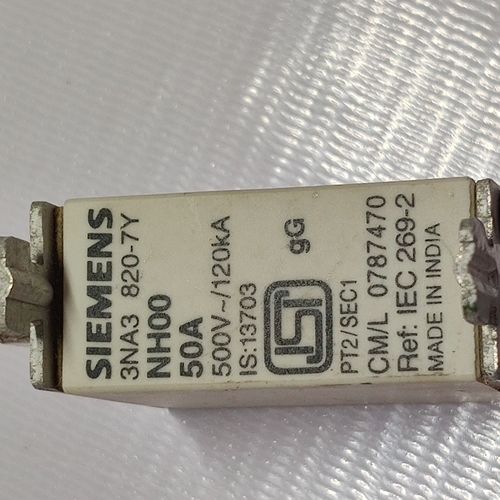 SIEMENS
3NA3 820-7Y
NH00
50A
500V~/120kA
IS:13703
gG
ISI
PT2/SEC1
CM/L 0787470
Ref: IEC 269-2
MADE IN INDIA